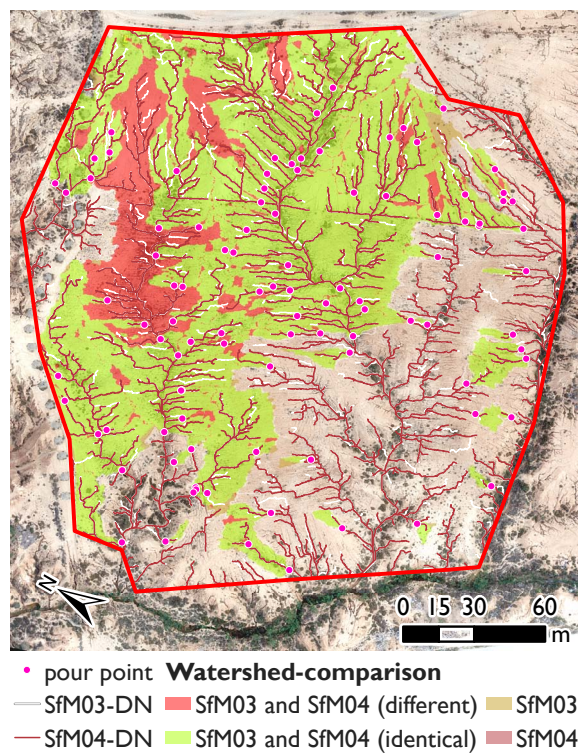 N
0 15 30 60
m
pour point Watershed-comparison
SfM03-DN SfM03 and SfM04 (different) SfM03
SfM04-DN SfM03 and SfM04 (identical) SfM04